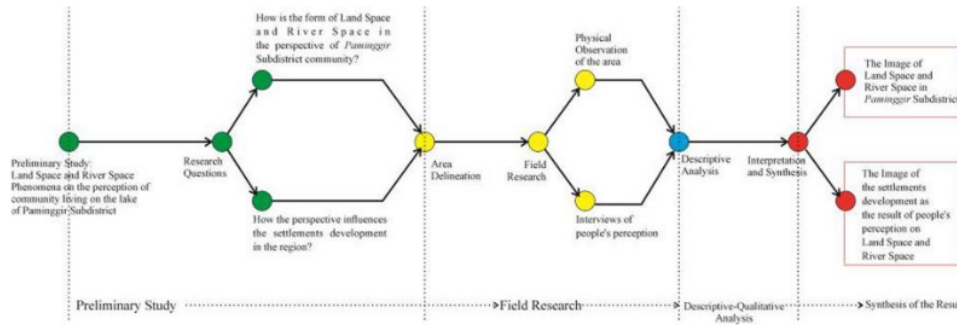 How is the form of Land Space
and River Space in
the perspective of Paminggir
Subdistrict community?
Physical
Observation
of the area
The Image of
Land Space and
River Space in
Paminggir Subdistrict
Preliminary Study:
Land Space and River Space
Phenomena on the perception of
community living on the lake
of Paminggir Subdistrict
Research
Questions
Area
Delineation
Field
Research
Descriptive
Analysis
Interpretation
and Synthesis
How the perspective influences
the settlements development
in the region?
Interviews of
people's perception
The Image of
the settlements
development as
the result of people's
perception on
Land Space and
River Space
Preliminary Study
Field Research
Descriptive-Qualitative
Analysis
Synthesis of the Resu